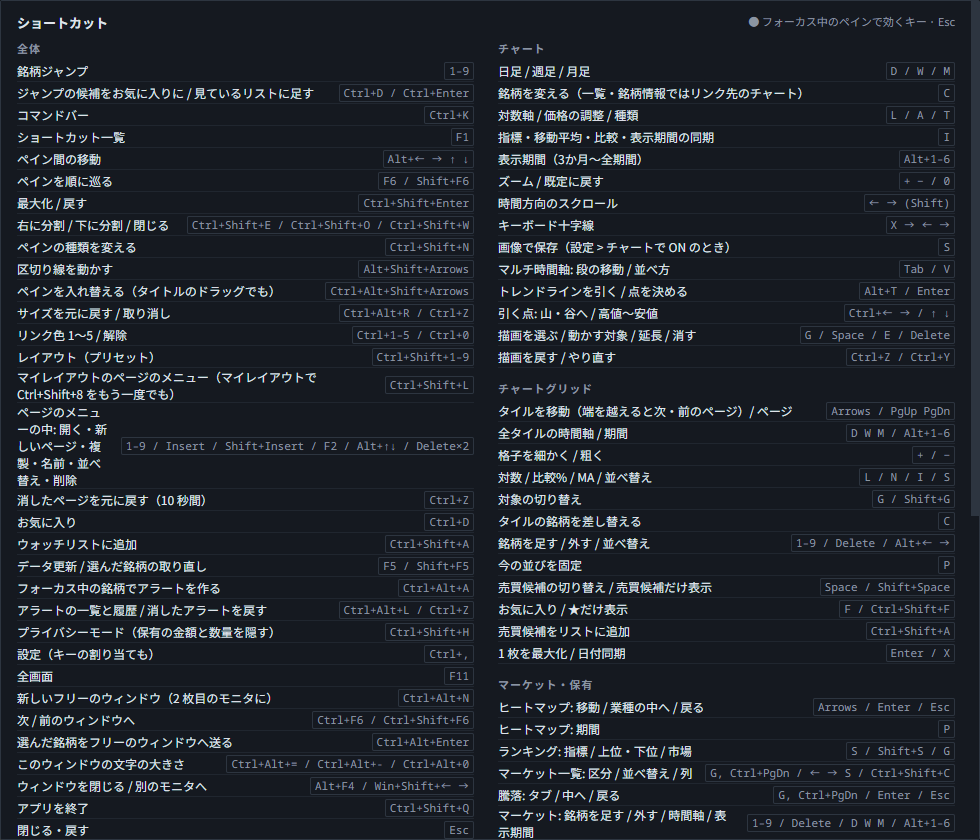 ショートカット
● フォーカス中のペインで効くキー · Esc
全体
銘柄ジャンプ 1-9
ジャンプの候補をお気に入りに / 見ているリストに足す Ctrl+D / Ctrl+Enter
コマンドバー Ctrl+K
ショートカット一覧 F1
ペイン間の移動 Alt+← → ↑ ↓
ペインを順に巡る F6 / Shift+F6
最大化 / 戻す Ctrl+Shift+Enter
右に分割 / 下に分割 / 閉じる Ctrl+Shift+E / Ctrl+Shift+O / Ctrl+Shift+W
ペインの種類を変える Ctrl+Shift+N
区切り線を動かす Alt+Shift+Arrows
ペインを入れ替える（タイトルのドラッグでも） Ctrl+Alt+Shift+Arrows
サイズを元に戻す / 取り消し Ctrl+Alt+R / Ctrl+Z
リンク色 1〜5 / 解除 Ctrl+1-5 / Ctrl+0
レイアウト（プリセット） Ctrl+Shift+1-9
マイレイアウトのページのメニュー（マイレイアウトで
Ctrl+Shift+8 をもう一度でも） Ctrl+Shift+L
ページのメニュ
ーの中: 開く・新
しいページ・複 1-9 / Insert / Shift+Insert / F2 / Alt+↑↓ / Delete×2
製・名前・並べ
替え・削除
消したページを元に戻す（10 秒間） Ctrl+Z
お気に入り Ctrl+D
ウォッチリストに追加 Ctrl+Shift+A
データ更新 / 選んだ銘柄の取り直し F5 / Shift+F5
フォーカス中の銘柄でアラートを作る Ctrl+Alt+A
アラートの一覧と履歴 / 消したアラートを戻す Ctrl+Alt+L / Ctrl+Z
プライバシーモード（保有の金額と数量を隠す） Ctrl+Shift+H
設定（キーの割り当ても） Ctrl+,
全画面 F11
新しいフリーのウィンドウ（2 枚目のモニタに） Ctrl+Alt+N
次 / 前のウィンドウへ Ctrl+F6 / Ctrl+Shift+F6
選んだ銘柄をフリーのウィンドウへ送る Ctrl+Alt+Enter
このウィンドウの文字の大きさ Ctrl+Alt+= / Ctrl+Alt+- / Ctrl+Alt+0
ウィンドウを閉じる / 別のモニタへ Alt+F4 / Win+Shift+← →
アプリを終了 Ctrl+Shift+Q
閉じる・戻す Esc
チャート
日足 / 週足 / 月足 D / W / M
銘柄を変える（一覧・銘柄情報ではリンク先のチャート） C
対数軸 / 価格の調整 / 種類 L / A / T
指標・移動平均・比較・表示期間の同期 I
表示期間（3か月〜全期間） Alt+1-6
ズーム / 既定に戻す + − / 0
時間方向のスクロール ← → (Shift)
キーボード十字線 X → ← →
画像で保存（設定 > チャートで ON のとき） S
マルチ時間軸: 段の移動 / 並べ方 Tab / V
トレンドラインを引く / 点を決める Alt+T / Enter
引く点: 山・谷へ / 高値〜安値 Ctrl+← → / ↑ ↓
描画を選ぶ / 動かす対象 / 延長 / 消す G / Space / E / Delete
描画を戻す / やり直す Ctrl+Z / Ctrl+Y
チャートグリッド
タイルを移動（端を越えると次・前のページ）/ ページ Arrows / PgUp PgDn
全タイルの時間軸 / 期間 D W M / Alt+1-6
格子を細かく / 粗く + / −
対数 / 比較% / MA / 並べ替え L / N / I / S
対象の切り替え G / Shift+G
タイルの銘柄を差し替える C
銘柄を足す / 外す / 並べ替え 1-9 / Delete / Alt+← →
今の並びを固定 P
売買候補の切り替え / 売買候補だけ表示 Space / Shift+Space
お気に入り / ★だけ表示 F / Ctrl+Shift+F
売買候補をリストに追加 Ctrl+Shift+A
1 枚を最大化 / 日付同期 Enter / X
マーケット・保有
ヒートマップ: 移動 / 業種の中へ / 戻る Arrows / Enter / Esc
ヒートマップ: 期間 P
ランキング: 指標 / 上位・下位 / 市場 S / Shift+S / G
マーケット一覧: 区分 / 並べ替え / 列 G, Ctrl+PgDn / ← → S / Ctrl+Shift+C
騰落: タブ / 中へ / 戻る G, Ctrl+PgDn / Enter / Esc
マーケット: 銘柄を足す / 外す / 時間軸 / 表
示期間 1-9 / Delete / D W M / Alt+1-6